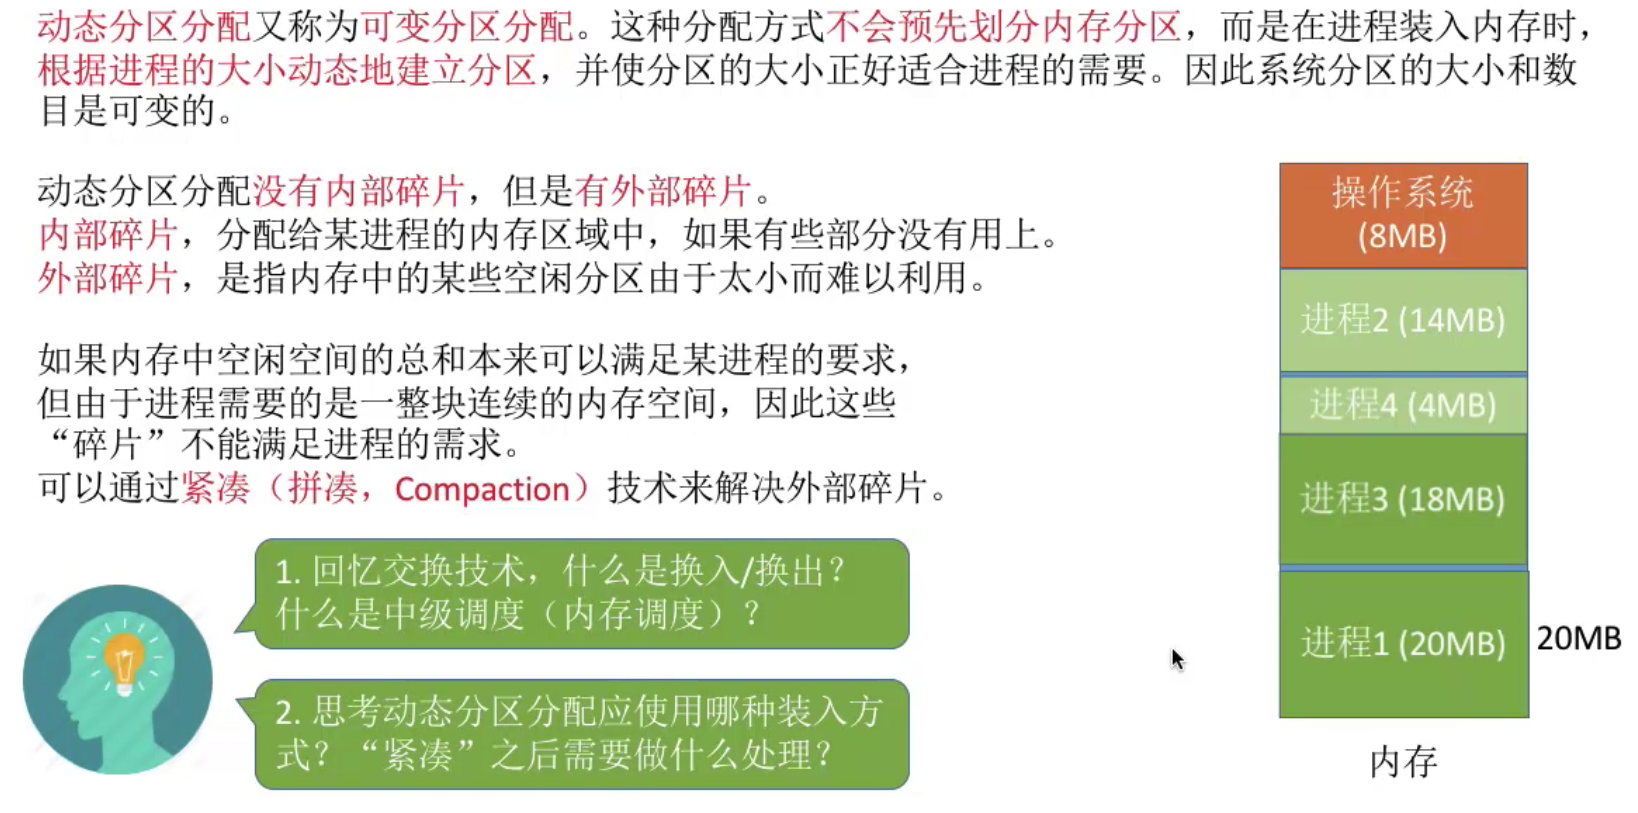 动态分区分配又称为可变分区分配。这种分配方式不会预先划分内存分区，而是在进程装入内存时，
根据进程的大小动态地建立分区，并使分区的大小正好适合进程的需要。因此系统分区的大小和数
目是可变的。
动态分区分配没有内部碎片，但是有外部碎片。
内部碎片，分配给某进程的内存区域中，如果有些部分没有用上。
外部碎片，是指内存中的某些空闲分区由于太小而难以利用。
如果内存中空闲空间的总和本来可以满足某进程的要求，
但由于进程需要的是一整块连续的内存空间，因此这些
“碎片”不能满足进程的需求。
可以通过紧凑（拼凑，Compaction）技术来解决外部碎片。
1. 回忆交换技术，什么是换入/换出？
什么是中级调度（内存调度）？
2. 思考动态分区分配应使用哪种装入方
式？“紧凑”之后需要做什么处理？
操作系统
(8MB)
进程2 (14MB)
进程4 (4MB)
进程3 (18MB)
进程1 (20MB)
20MB
内存